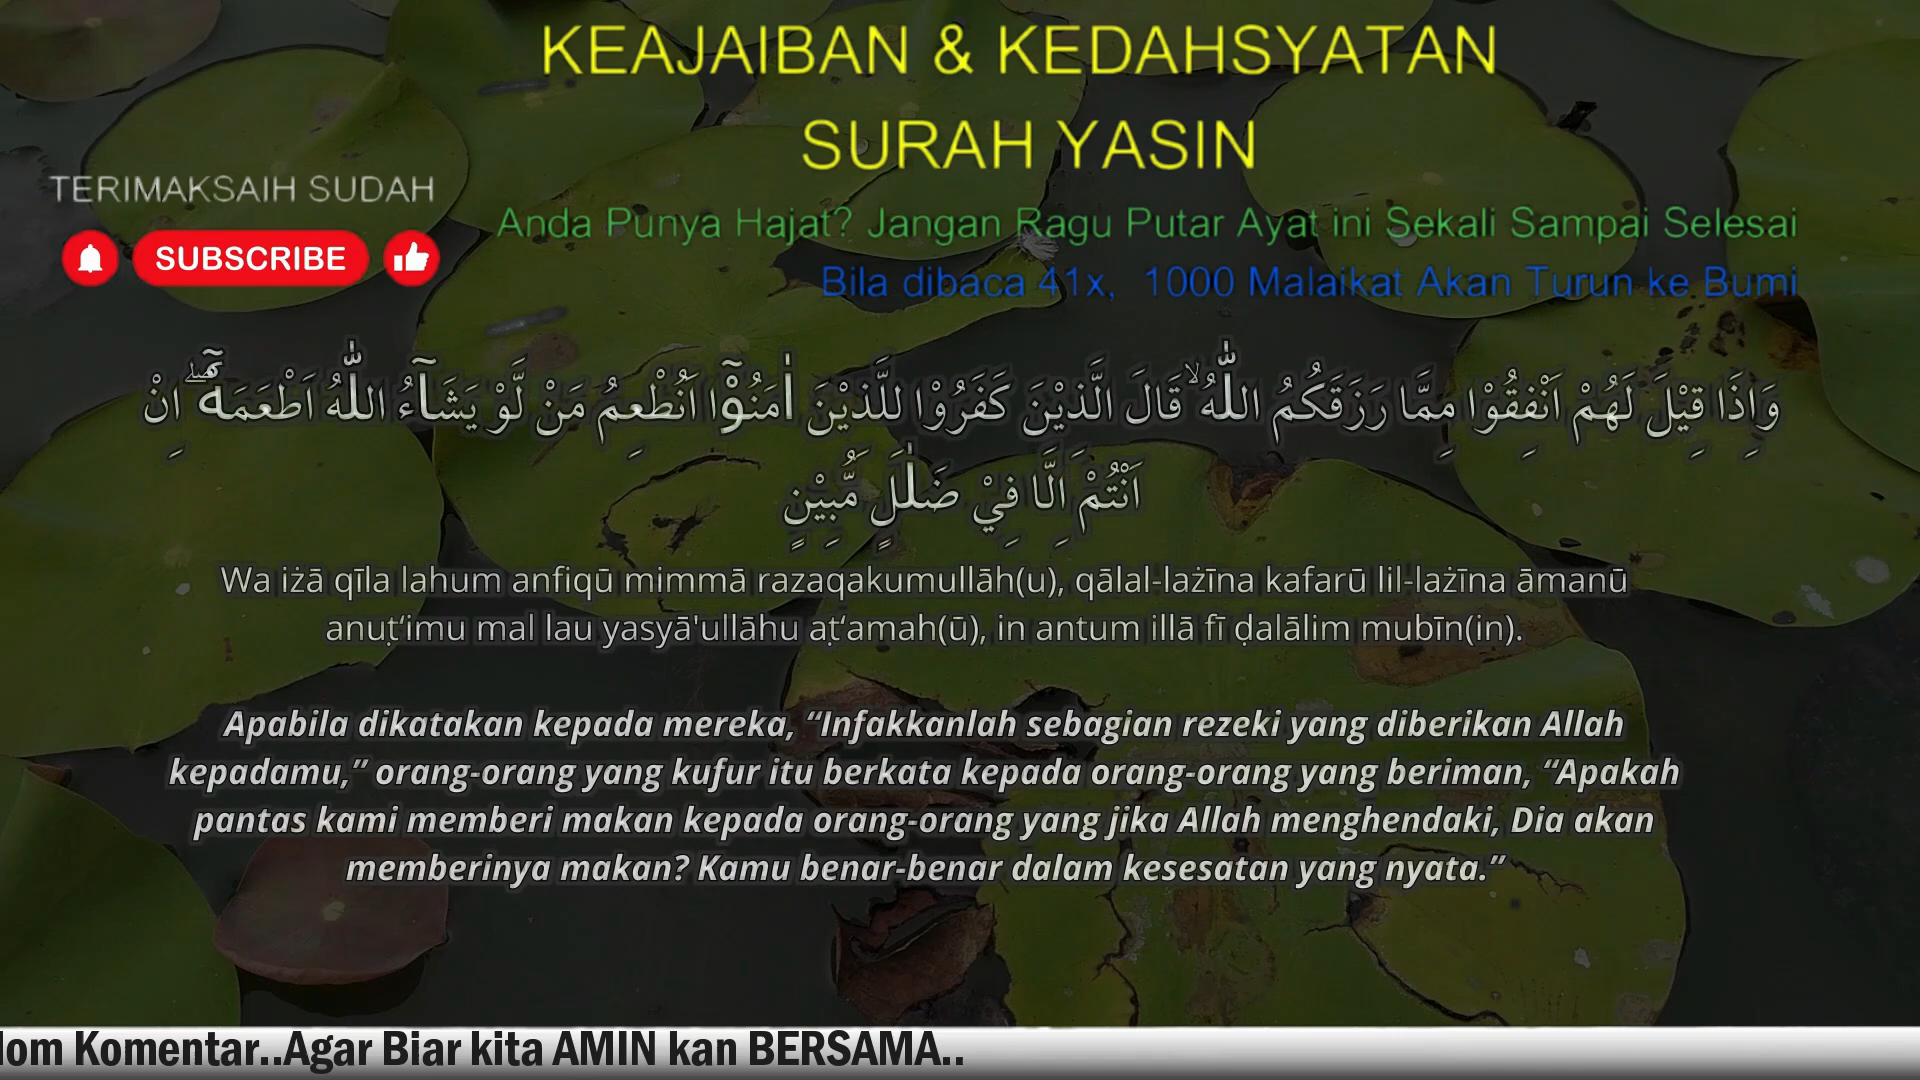 KEAJAIBAN & KEDAHSYATAN
SURAH YASIN
TERIMAKSAIH SUDAH
SUBSCRIBE
Anda Punya Hajat? Jangan Ragu Putar Ayat ini Sekali Sampai Selesai
Bila dibaca 41x, 1000 Malaikat Akan Turun ke Bumi
وَاِذَا قِيْلَ لَهُمْ اَنْفِقُوْا مِمَّا رَزَقَكُمُ اللّٰهُ ۙقَالَ الَّذِيْنَ كَفَرُوْا لِلَّذِيْنَ اٰمَنُوْٓا اَنُطْعِمُ مَنْ لَّوْ يَشَاۤءُ اللّٰهُ اَطْعَمَهٗٓ ۖاِنْ
اَنْتُمْ اِلَّا فِيْ ضَلٰلٍ مُّبِيْنٍ
Wa iżā qīla lahum anfiqū mimmā razaqakumullāh(u), qālal-lażīna kafarū lil-lażīna āmanū
anuṭ‘imu mal lau yasyā'ullāhu aṭ‘amah(ū), in antum illā fī ḍalālim mubīn(in).
Apabila dikatakan kepada mereka, “Infakkanlah sebagian rezeki yang diberikan Allah
kepadamu,” orang-orang yang kufur itu berkata kepada orang-orang yang beriman, “Apakah
pantas kami memberi makan kepada orang-orang yang jika Allah menghendaki, Dia akan
memberinya makan? Kamu benar-benar dalam kesesatan yang nyata.”
lom Komentar..Agar Biar kita AMIN kan BERSAMA..